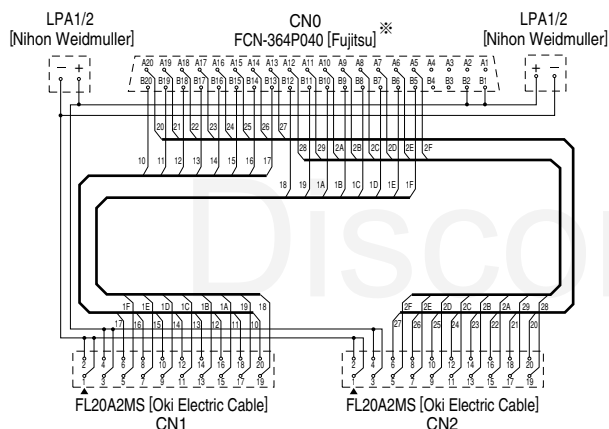 LPA1/2
[Nihon Weidmuller]
CN0
FCN-364P040 [Fujitsu] ※
LPA1/2
[Nihon Weidmuller]
− +
+ −
A20 A19 A18 A17 A16 A15 A14 A13 A12 A11 A10 A9 A8 A7 A6 A5 A4 A3 A2 A1
B20 B19 B18 B17 B16 B15 B14 B13 B12 B11 B10 B9 B8 B7 B6 B5 B4 B3 B2 B1
20 21 22 23 24 25 26 27
28 29 2A 2B 2C 2D 2E 2F
10 11 12 13 14 15 16 17
18 19 1A 1B 1C 1D 1E 1F
Discon
1F 1E 1D 1C 1B 1A 19 18
17 16 15 14 13 12 11 10
2F 2E 2D 2C 2B 2A 29 28
27 26 25 24 23 22 21 20
2 4 6 8 10 12 14 16 18 20
1 3 5 7 9 11 13 15 17 19
2 4 6 8 10 12 14 16 18 20
1 3 5 7 9 11 13 15 17 19
FL20A2MS [Oki Electric Cable]
CN1
FL20A2MS [Oki Electric Cable]
CN2